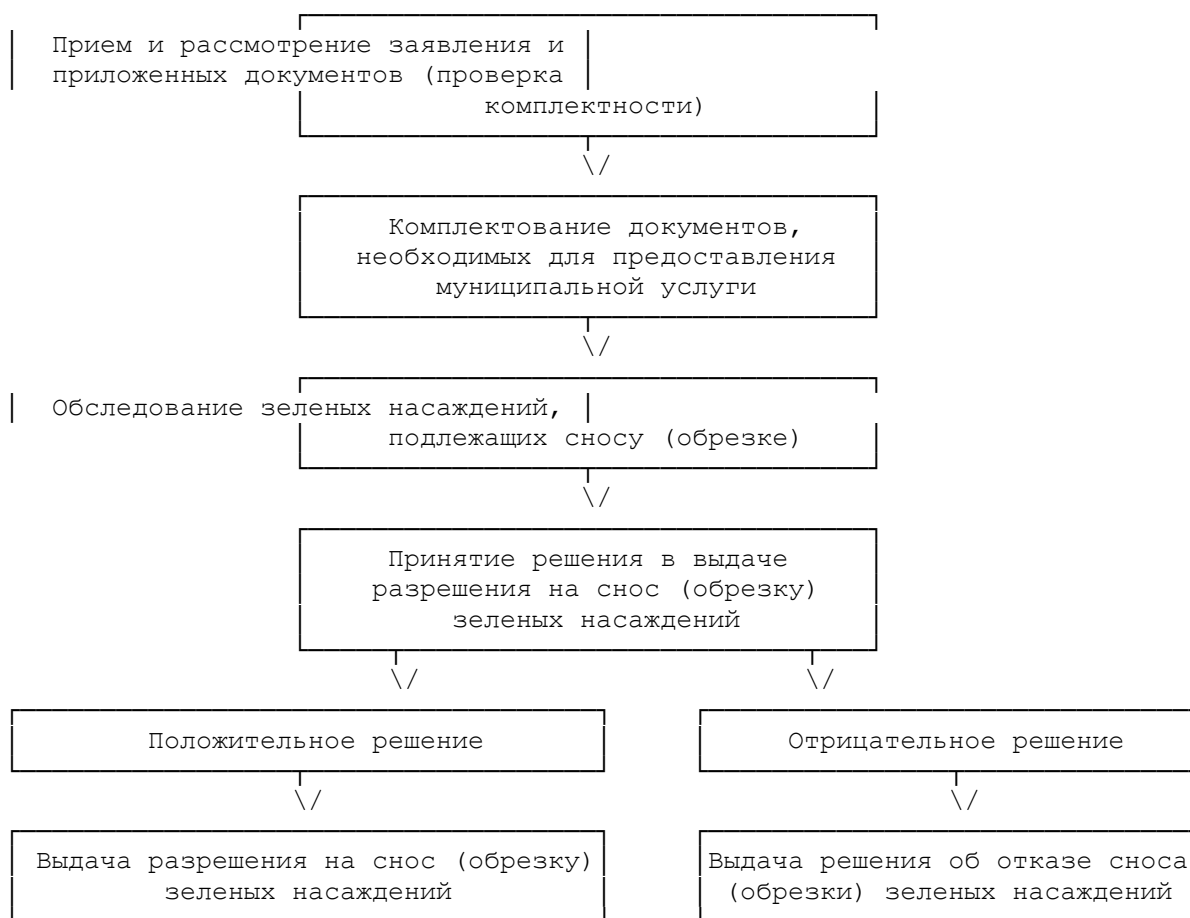 Прием и рассмотрение заявления и
приложенных документов (проверка
комплектности)
\/
Комплектование документов,
необходимых для предоставления
муниципальной услуги
\/
Обследование зеленых насаждений,
подлежащих сносу (обрезке)
\/
Принятие решения в выдаче
разрешения на снос (обрезку)
зеленых насаждений
\/ \/
Положительное решение
Отрицательное решение
\/ \/
Выдача разрешения на снос (обрезку)
зеленых насаждений
Выдача решения об отказе сноса
(обрезки) зеленых насаждений